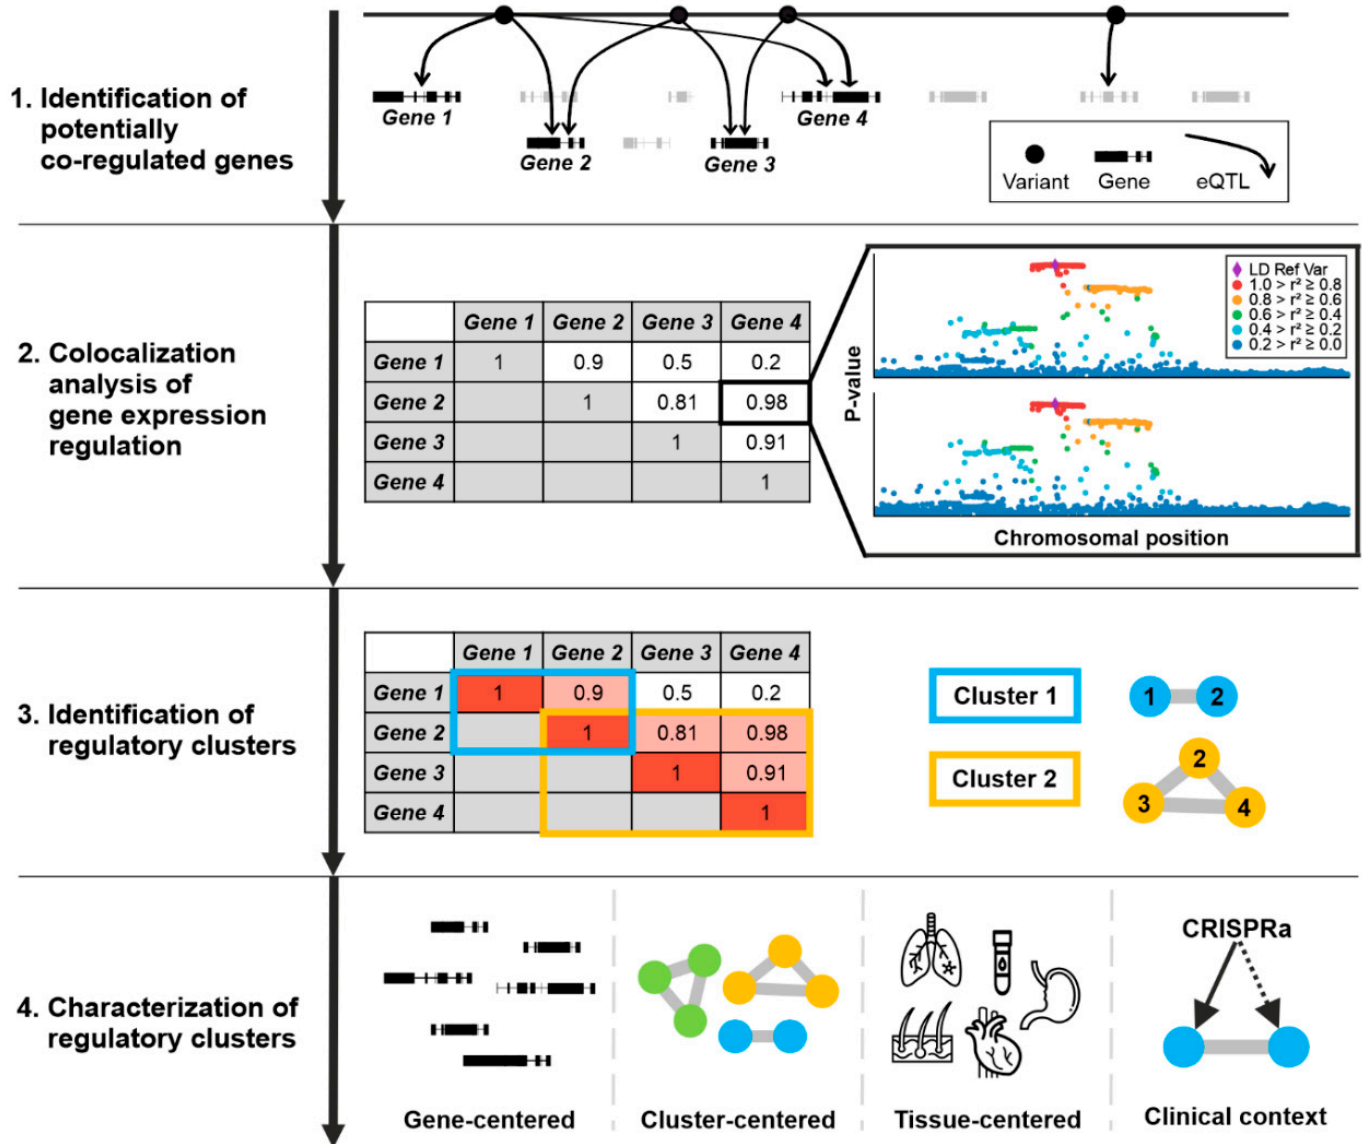 1. Identification of
potentially
co-regulated genes
Gene 1
Gene 2
Gene 3
Gene 4
Variant
Gene
eQTL
2. Colocalization
analysis of
gene expression
regulation
Gene 1 Gene 2 Gene 3 Gene 4
Gene 1 1 0.9 0.5 0.2
Gene 2 1 0.81 0.98
Gene 3 1 0.91
Gene 4 1
P-value
LD Ref Var
1.0 > r² ≥ 0.8
0.8 > r² ≥ 0.6
0.6 > r² ≥ 0.4
0.4 > r² ≥ 0.2
0.2 > r² ≥ 0.0
Chromosomal position
3. Identification of
regulatory clusters
Gene 1 Gene 2 Gene 3 Gene 4
Gene 1 1 0.9 0.5 0.2
Gene 2 1 0.81 0.98
Gene 3 1 0.91
Gene 4 1
Cluster 1
1 2
Cluster 2
2
3 4
4. Characterization of
regulatory clusters
Gene-centered
Cluster-centered
Tissue-centered
CRISPRa
Clinical context